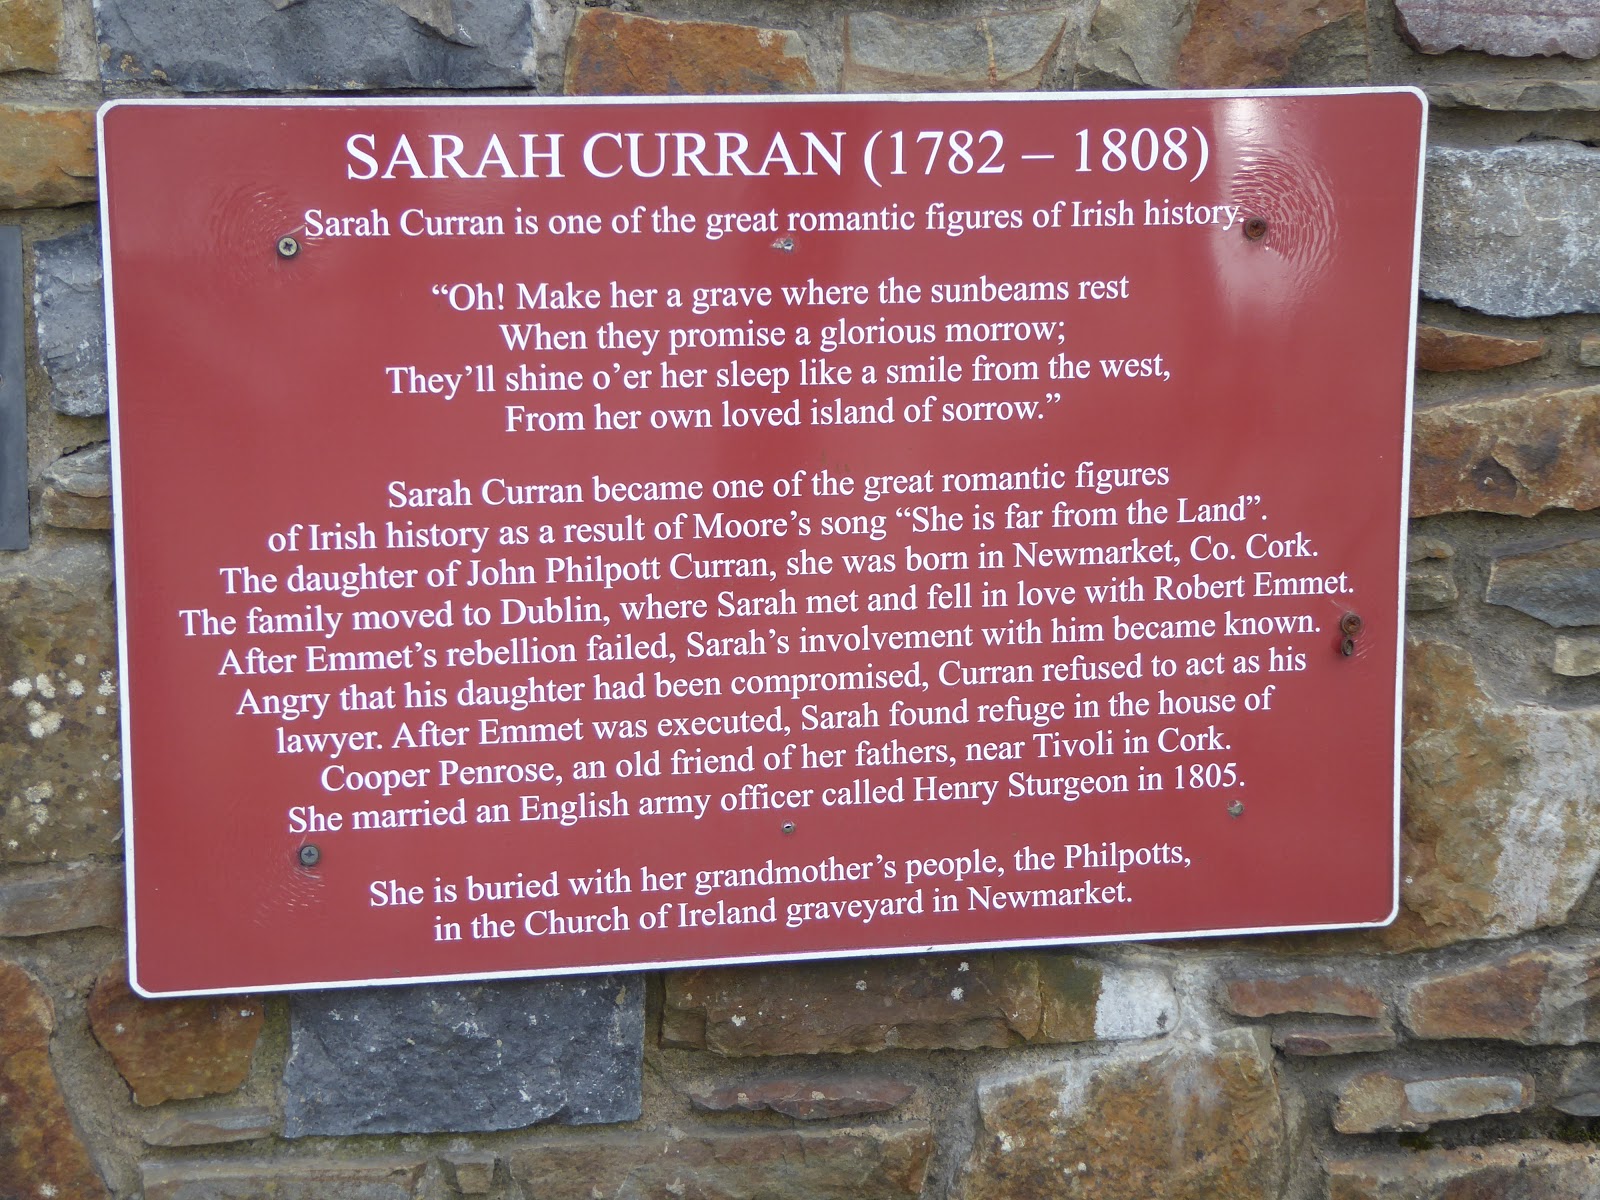 SARAH CURRAN (1782 – 1808)
Sarah Curran is one of the great romantic figures of Irish history.
“Oh! Make her a grave where the sunbeams rest
When they promise a glorious morrow;
They’ll shine o’er her sleep like a smile from the west,
From her own loved island of sorrow.”
Sarah Curran became one of the great romantic figures
of Irish history as a result of Moore’s song “She is far from the Land”.
The daughter of John Philpott Curran, she was born in Newmarket, Co. Cork.
The family moved to Dublin, where Sarah met and fell in love with Robert Emmet.
After Emmet’s rebellion failed, Sarah’s involvement with him became known.
Angry that his daughter had been compromised, Curran refused to act as his
lawyer. After Emmet was executed, Sarah found refuge in the house of
Cooper Penrose, an old friend of her fathers, near Tivoli in Cork.
She married an English army officer called Henry Sturgeon in 1805.
She is buried with her grandmother’s people, the Philpotts,
in the Church of Ireland graveyard in Newmarket.